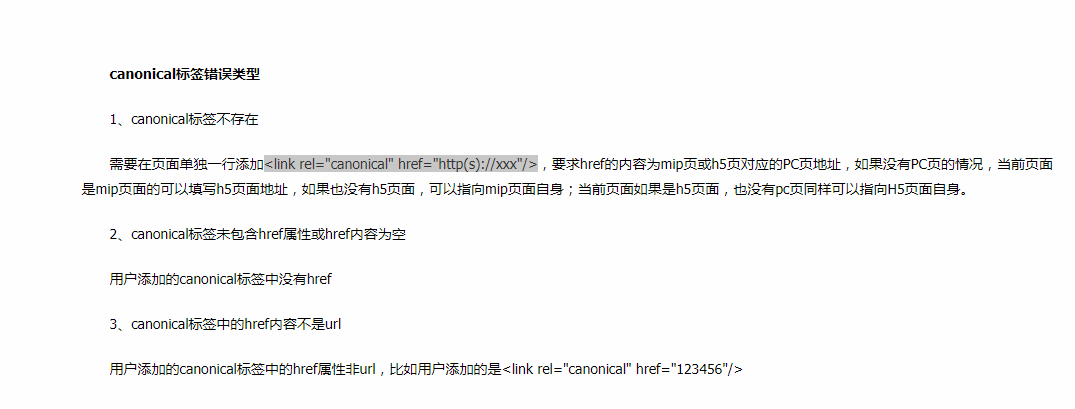 canonical标签错误类型
1、canonical标签不存在
需要在页面单独一行添加<link rel="canonical" href="http(s)://xxx"/>，要求href的内容为mip页或h5页对应的PC页地址，如果没有PC页的情况，当前页面
是mip页面的可以填写h5页面地址，如果也没有h5页面，可以指向mip页面自身；当前页面如果是h5页面，也没有pc页同样可以指向H5页面自身。
2、canonical标签未包含href属性或href内容为空
用户添加的canonical标签中没有href
3、canonical标签中的href内容不是url
用户添加的canonical标签中的href属性非url，比如用户添加的是<link rel="canonical" href="123456"/>